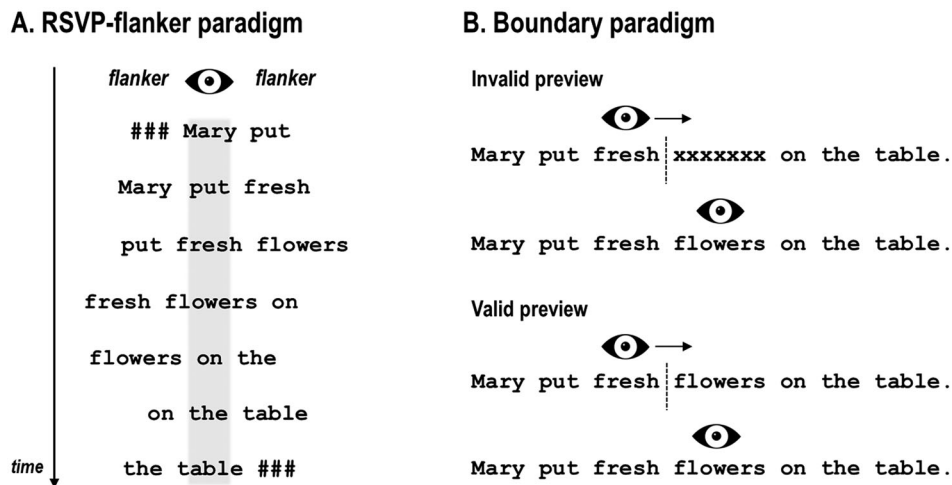 A. RSVP-flanker paradigm
flanker flanker
### Mary put
Mary put fresh
put fresh flowers
fresh flowers on
flowers on the
on the table
the table ###
time
B. Boundary paradigm
Invalid preview
Mary put fresh xxxxxxx on the table.
Mary put fresh flowers on the table.
Valid preview
Mary put fresh flowers on the table.
Mary put fresh flowers on the table.